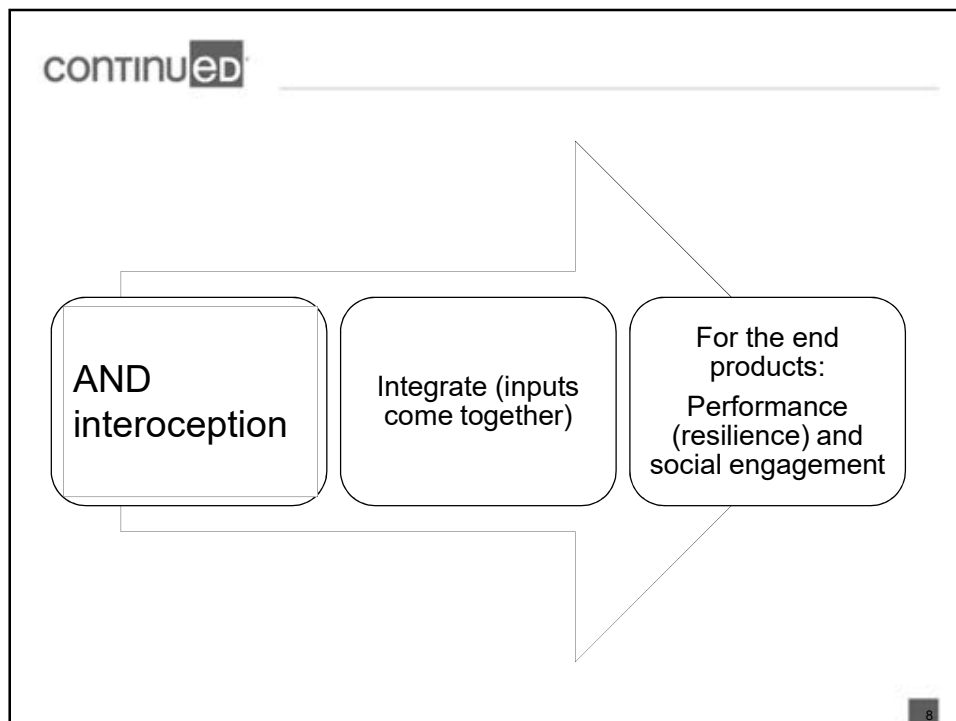 continued
AND
interoception
Integrate (inputs
come together)
For the end
products:
Performance
(resilience) and
social engagement
8